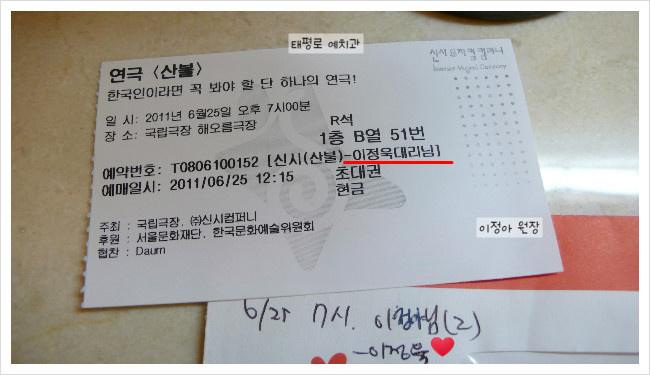 태평로 예치과
신시뮤지컬컴퍼니
Seensee Musical Company
연극 〈산불〉
한국인이라면 꼭 봐야 할 단 하나의 연극!
일 시: 2011년 6월25일 오후 7시00분
장 소: 국립극장 해오름극장
R석
1층 B열 51번
예약번호: T0806100152 [신시(산불)-이정욱대리님]
예매일시: 2011/06/25 12:15
초대권
현금
주최 : 국립극장, ㈜신시컴퍼니
후원 : 서울문화재단, 한국문화예술위원회
협찬 : Daum
이정아 원장
6/25 7시. 이정아님(2)
-이정욱